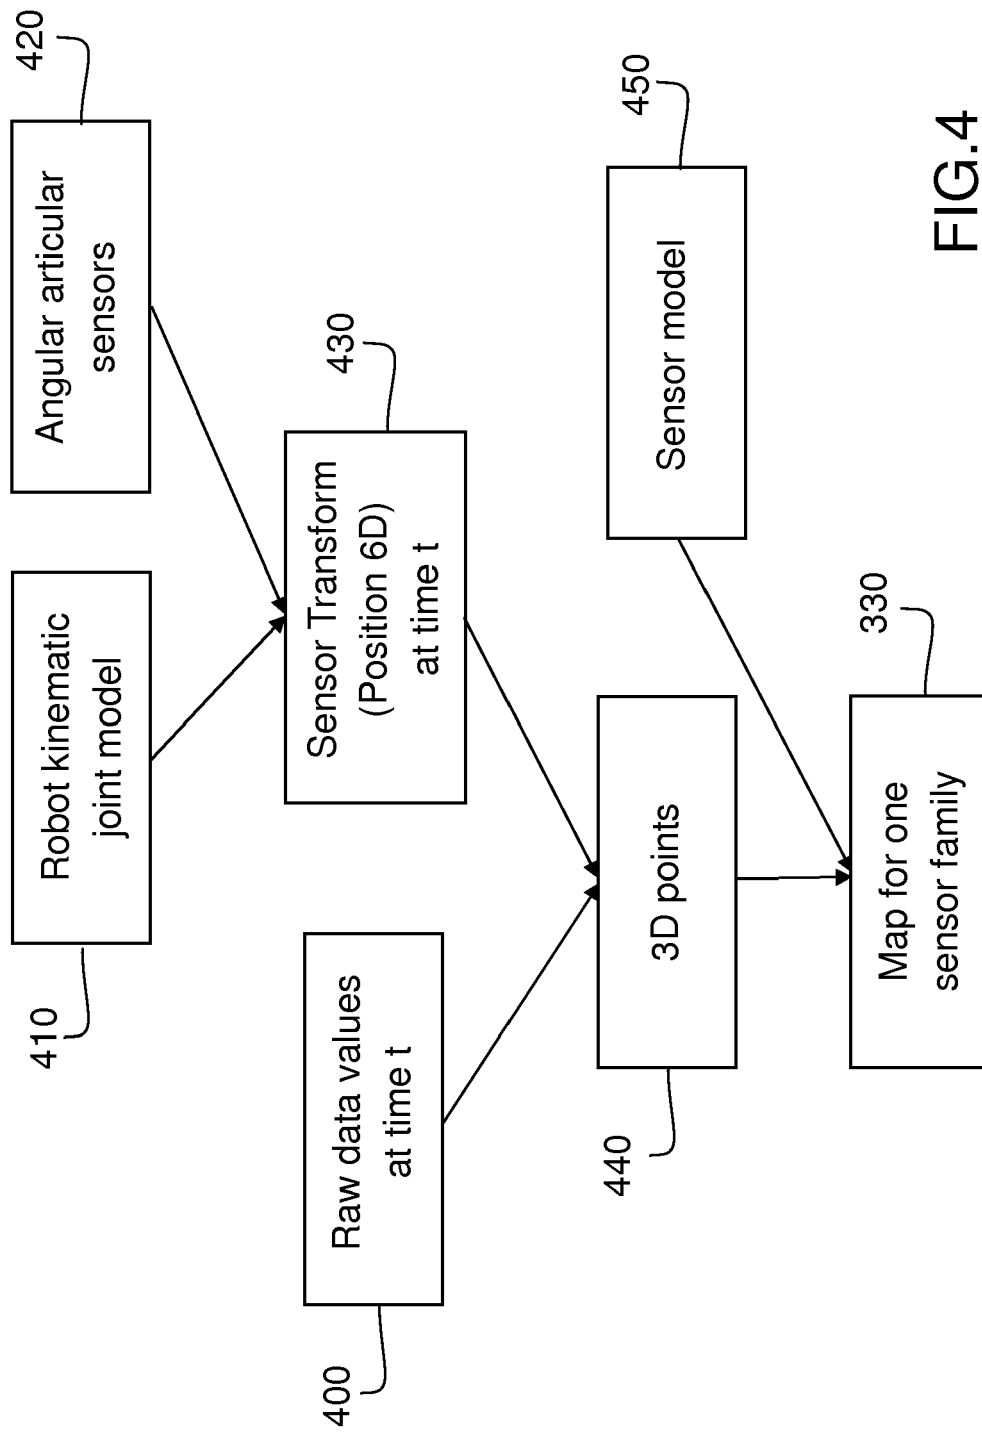 410
Robot kinematic
joint model
Angular articular
sensors
420
400
Raw data values
at time t
Sensor Transform
(Position 6D)
at time t
430
440
3D points
Sensor model
450
Map for one
sensor family
330
FIG.4